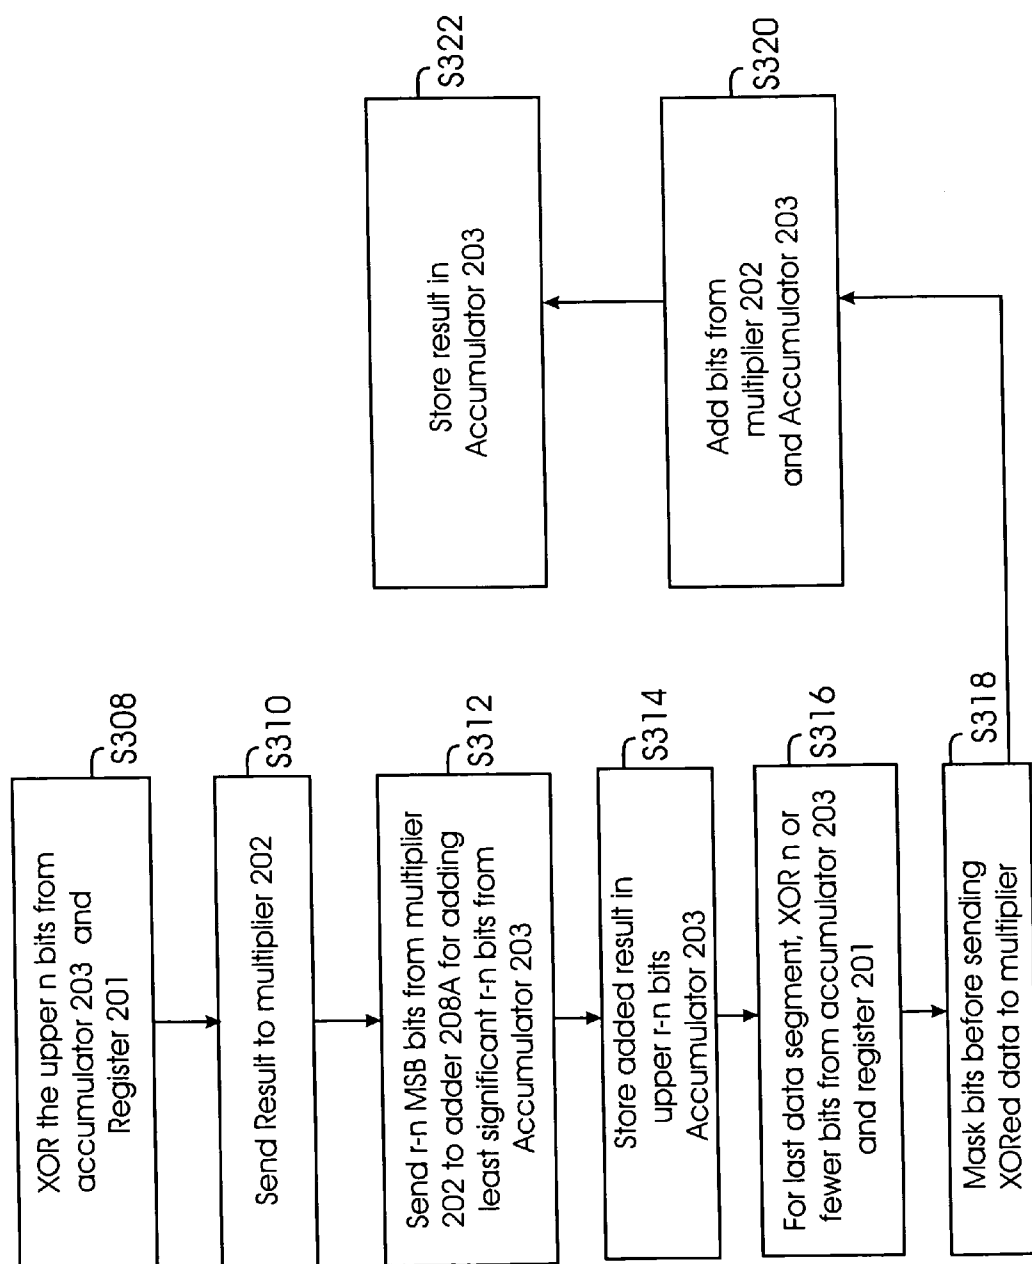 XOR the upper n bits from
accumulator 203 and
Register 201
S308
Send Result to multiplier 202
S310
Send r-n MSB bits from multiplier
202 to adder 208A for adding
least significant r-n bits from
Accumulator 203
S312
Store added result in
upper r-n bits
Accumulator 203
S314
For last data segment, XOR n or
fewer bits from accumulator 203
and register 201
S316
Mask bits before sending
XORed data to multiplier
S318
Add bits from
multiplier 202
and Accumulator 203
S320
Store result in
Accumulator 203
S322